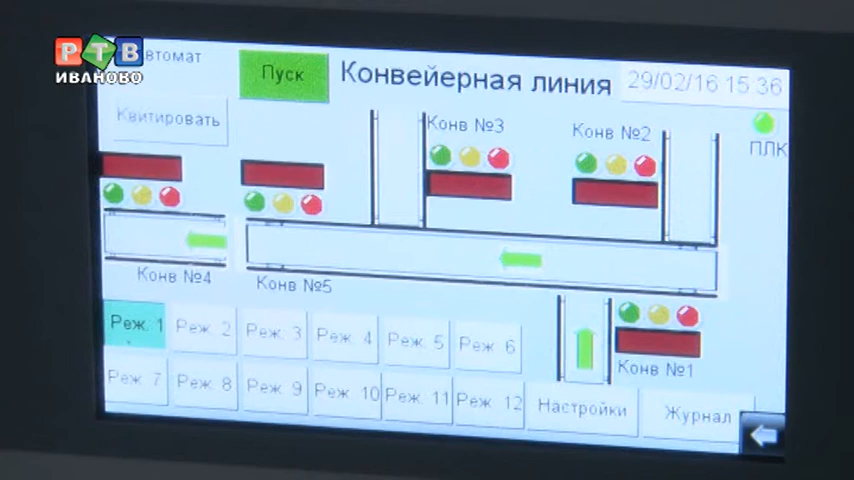 РТВ
ИВАНОВО
Автомат
Пуск
Конвейерная линия
29/02/16 15:36
Квитировать
Конв №3
Конв №2
ПЛК
Конв №4
Конв №5
Конв №1
Реж. 1
Реж. 2
Реж. 3
Реж. 4
Реж. 5
Реж. 6
Реж. 7
Реж. 8
Реж. 9
Реж. 10
Реж. 11
Реж. 12
Настройки
Журнал